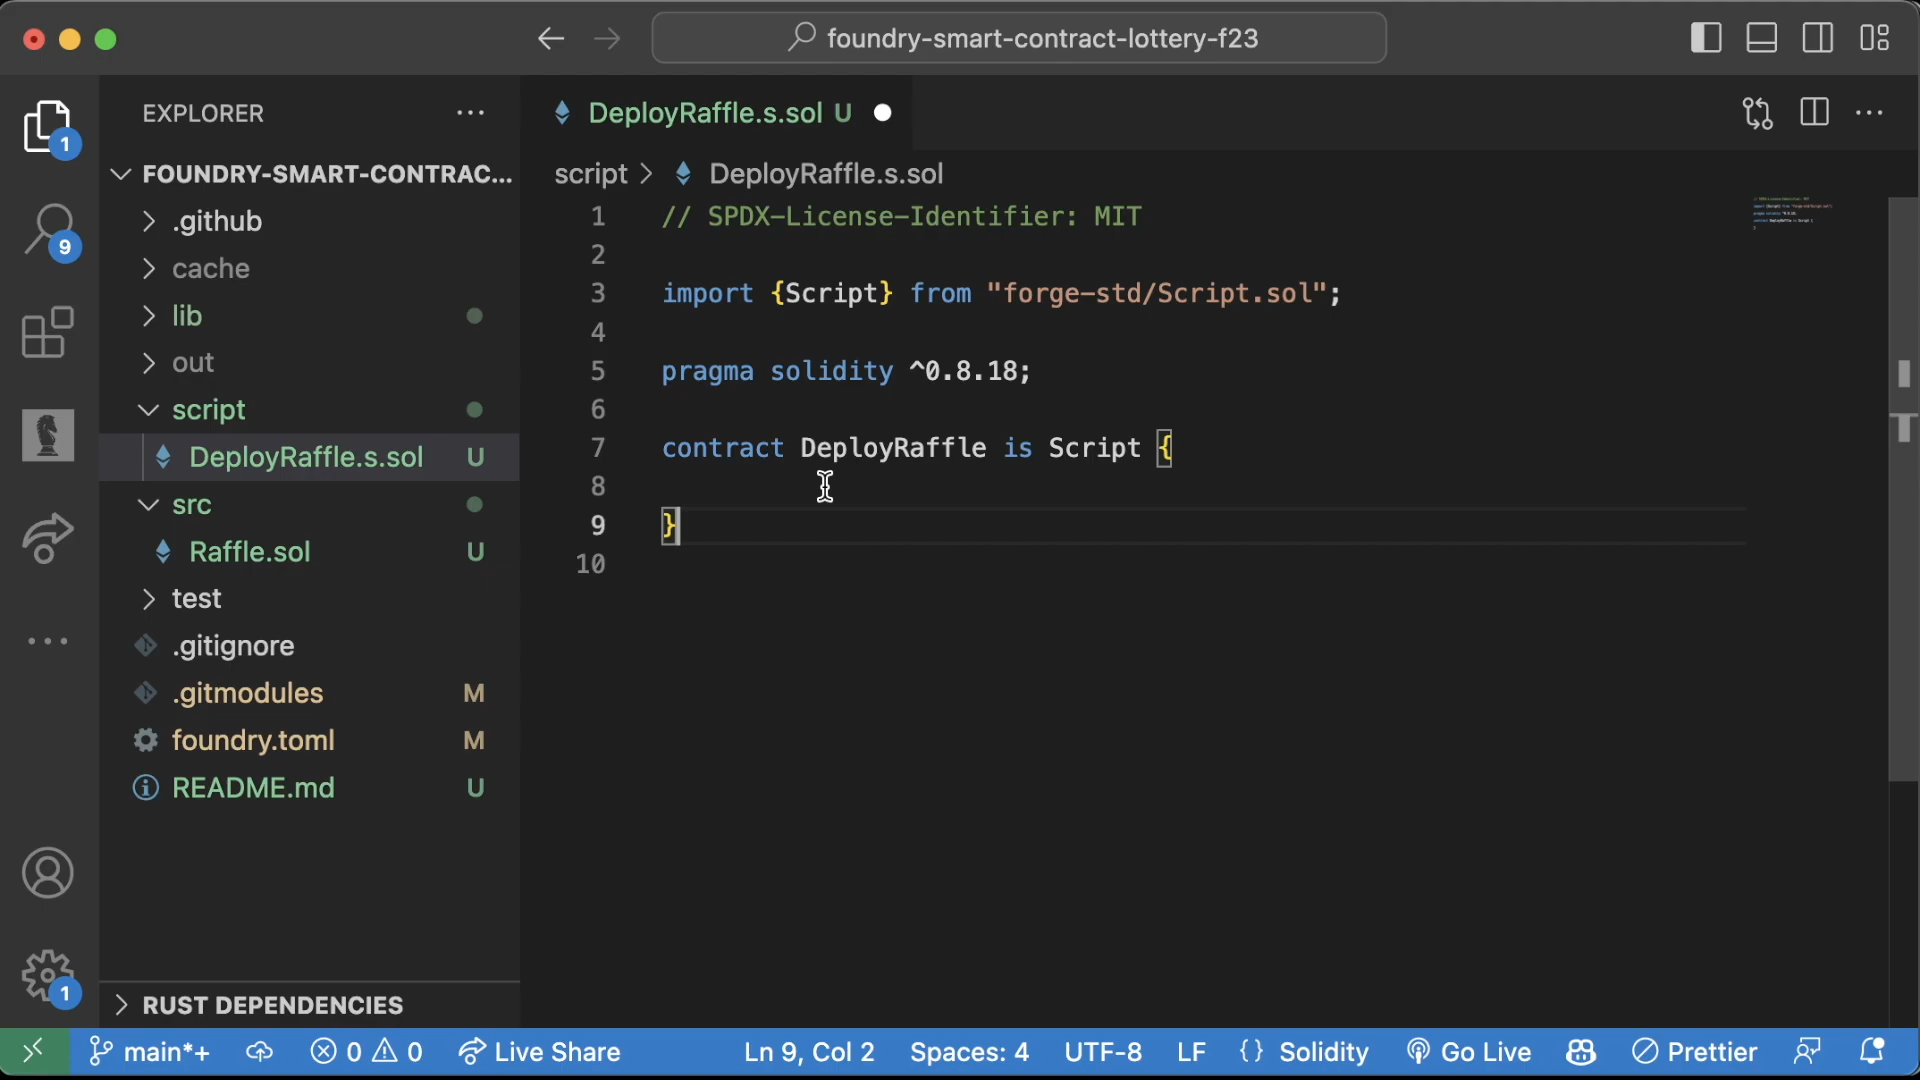 foundry-smart-contract-lottery-f23
EXPLORER
DeployRaffle.s.sol U
1
FOUNDRY-SMART-CONTRAC...
script > DeployRaffle.s.sol
.github
9
cache
lib
out
script
DeployRaffle.s.sol U
src
Raffle.sol U
test
.gitignore
.gitmodules M
foundry.toml M
README.md U
1 // SPDX-License-Identifier: MIT
2
3 import {Script} from "forge-std/Script.sol";
4
5 pragma solidity ^0.8.18;
6
7 contract DeployRaffle is Script {
8
9 }
10
1
RUST DEPENDENCIES
main*+ 0 0 Live Share Ln 9, Col 2 Spaces: 4 UTF-8 LF {} Solidity Go Live Prettier